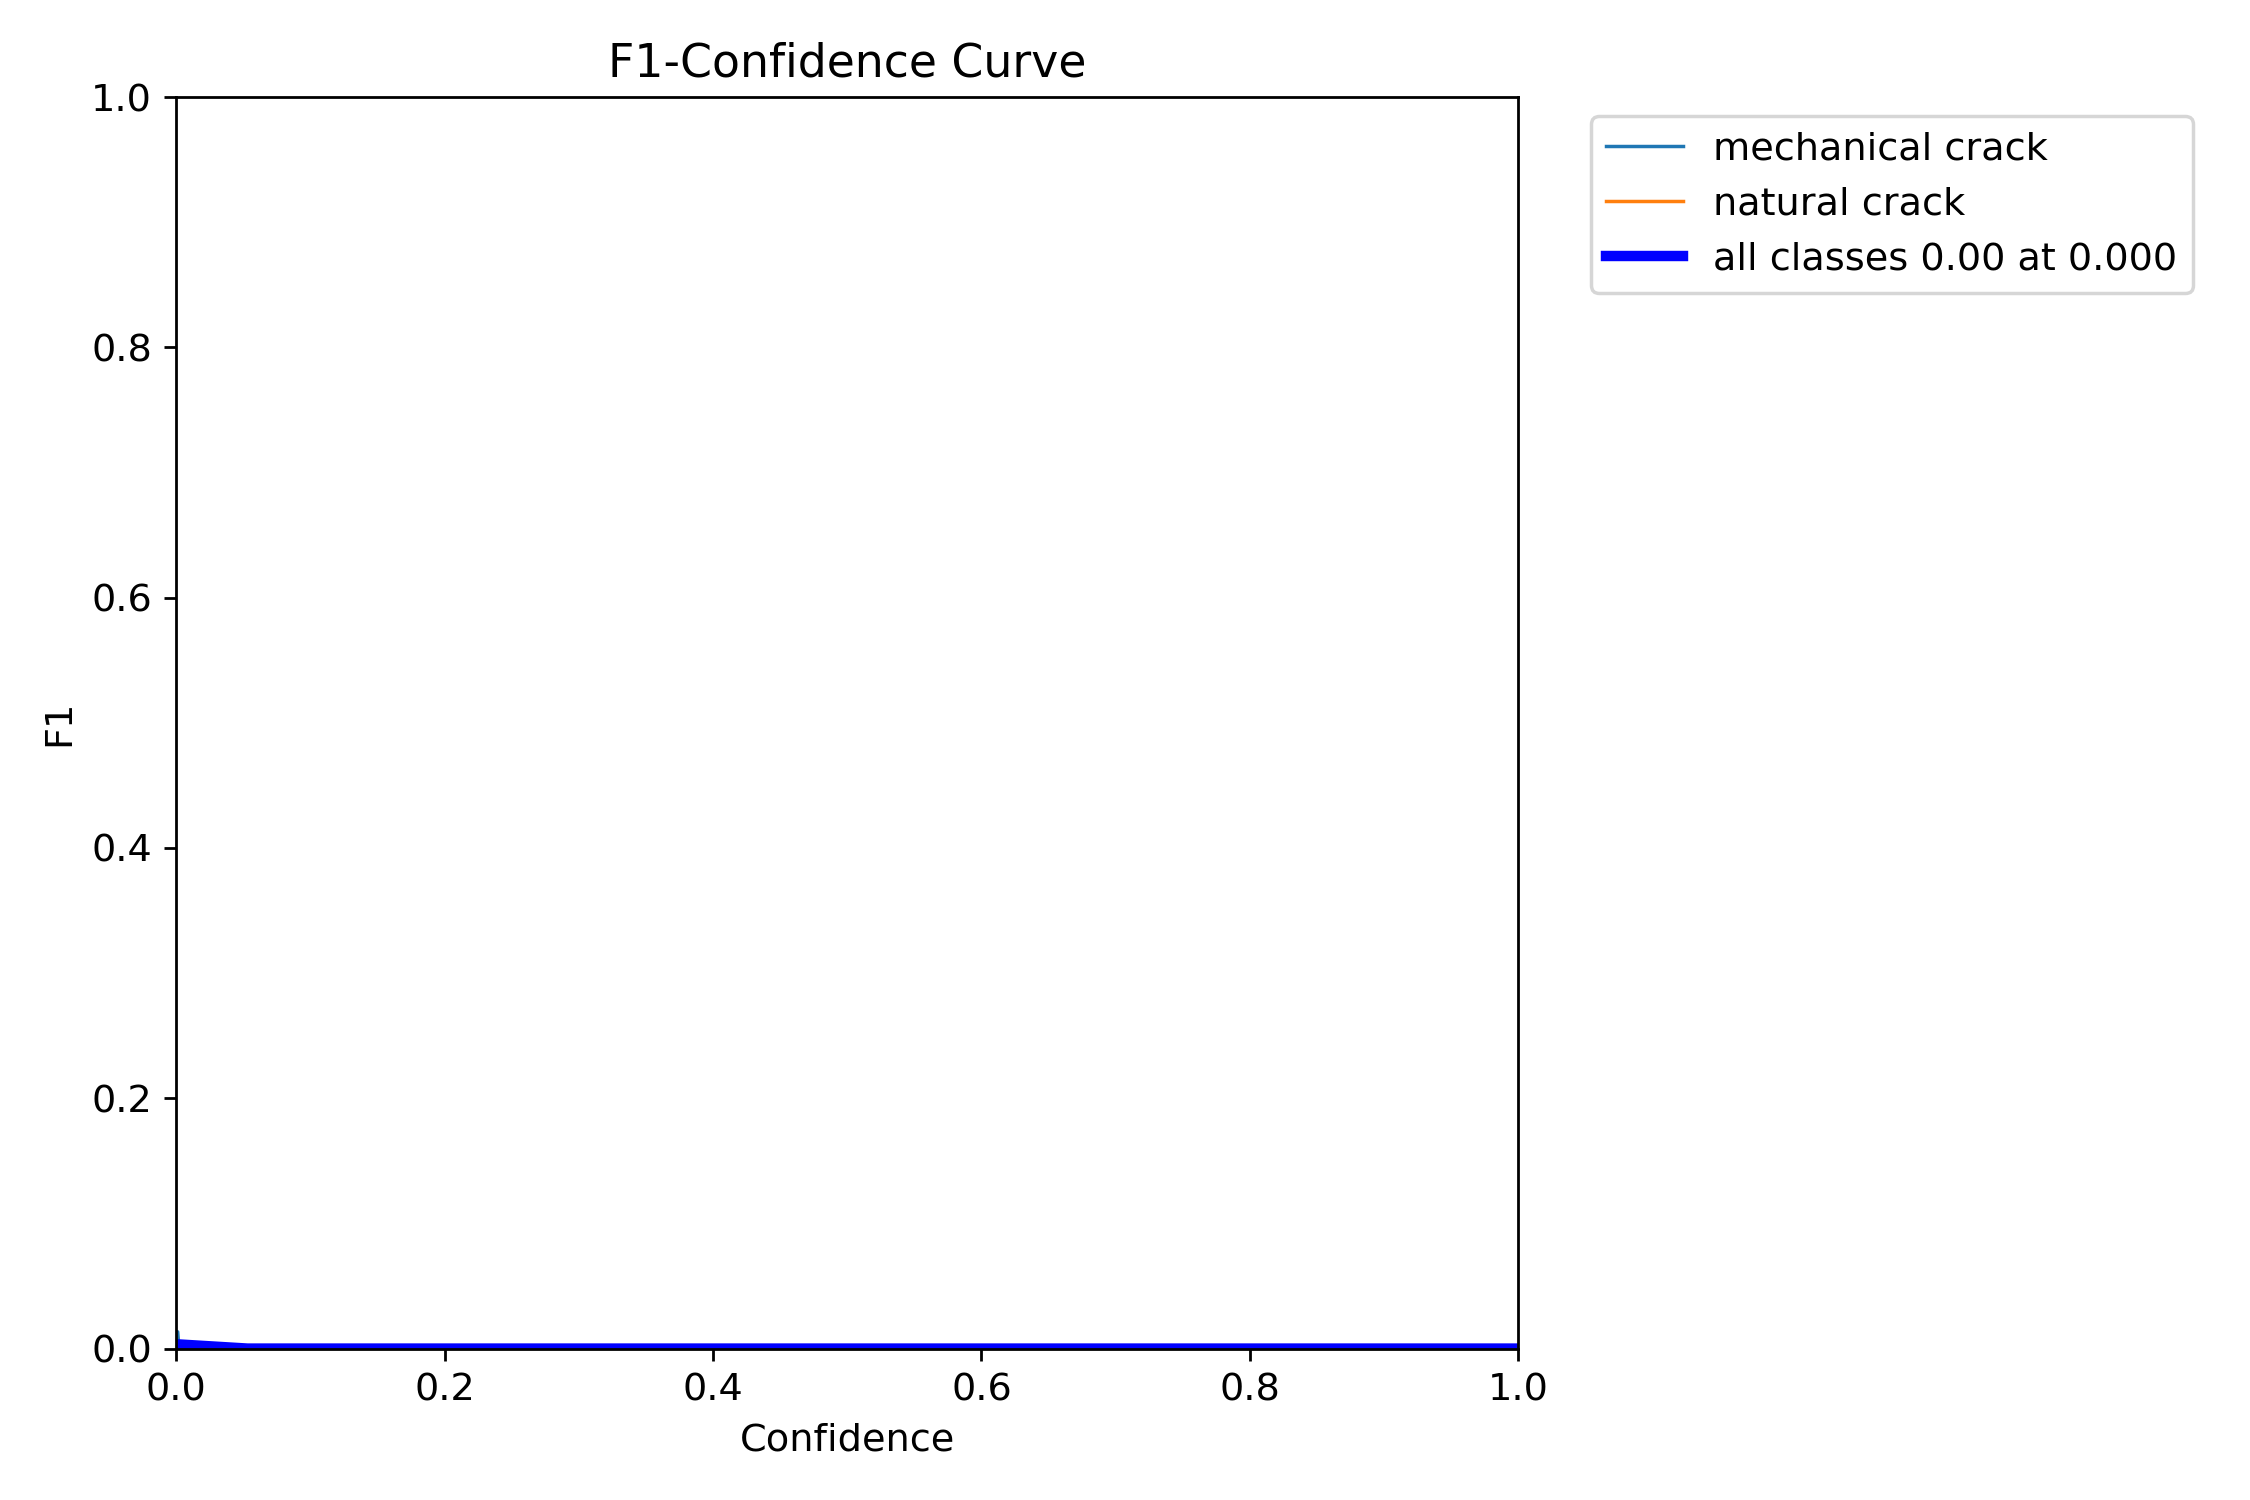 F1-Confidence Curve
1.0
0.8
0.6
0.4
0.2
0.0
F1
0.0 0.2 0.4 0.6 0.8 1.0
Confidence
mechanical crack
natural crack
all classes 0.00 at 0.000